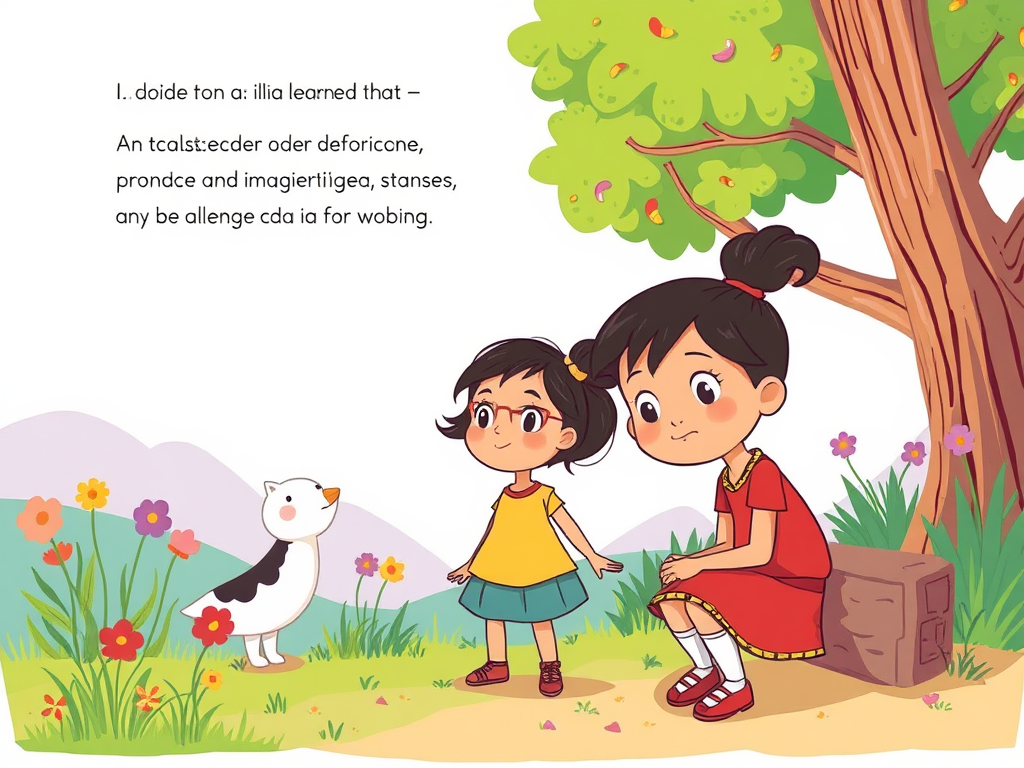 I. doide ton a: illia learned that –
An tcalst:ecder oder deforicone,
prondce and imagiertiigea, stanses,
any be allenge cda ia for wobing.